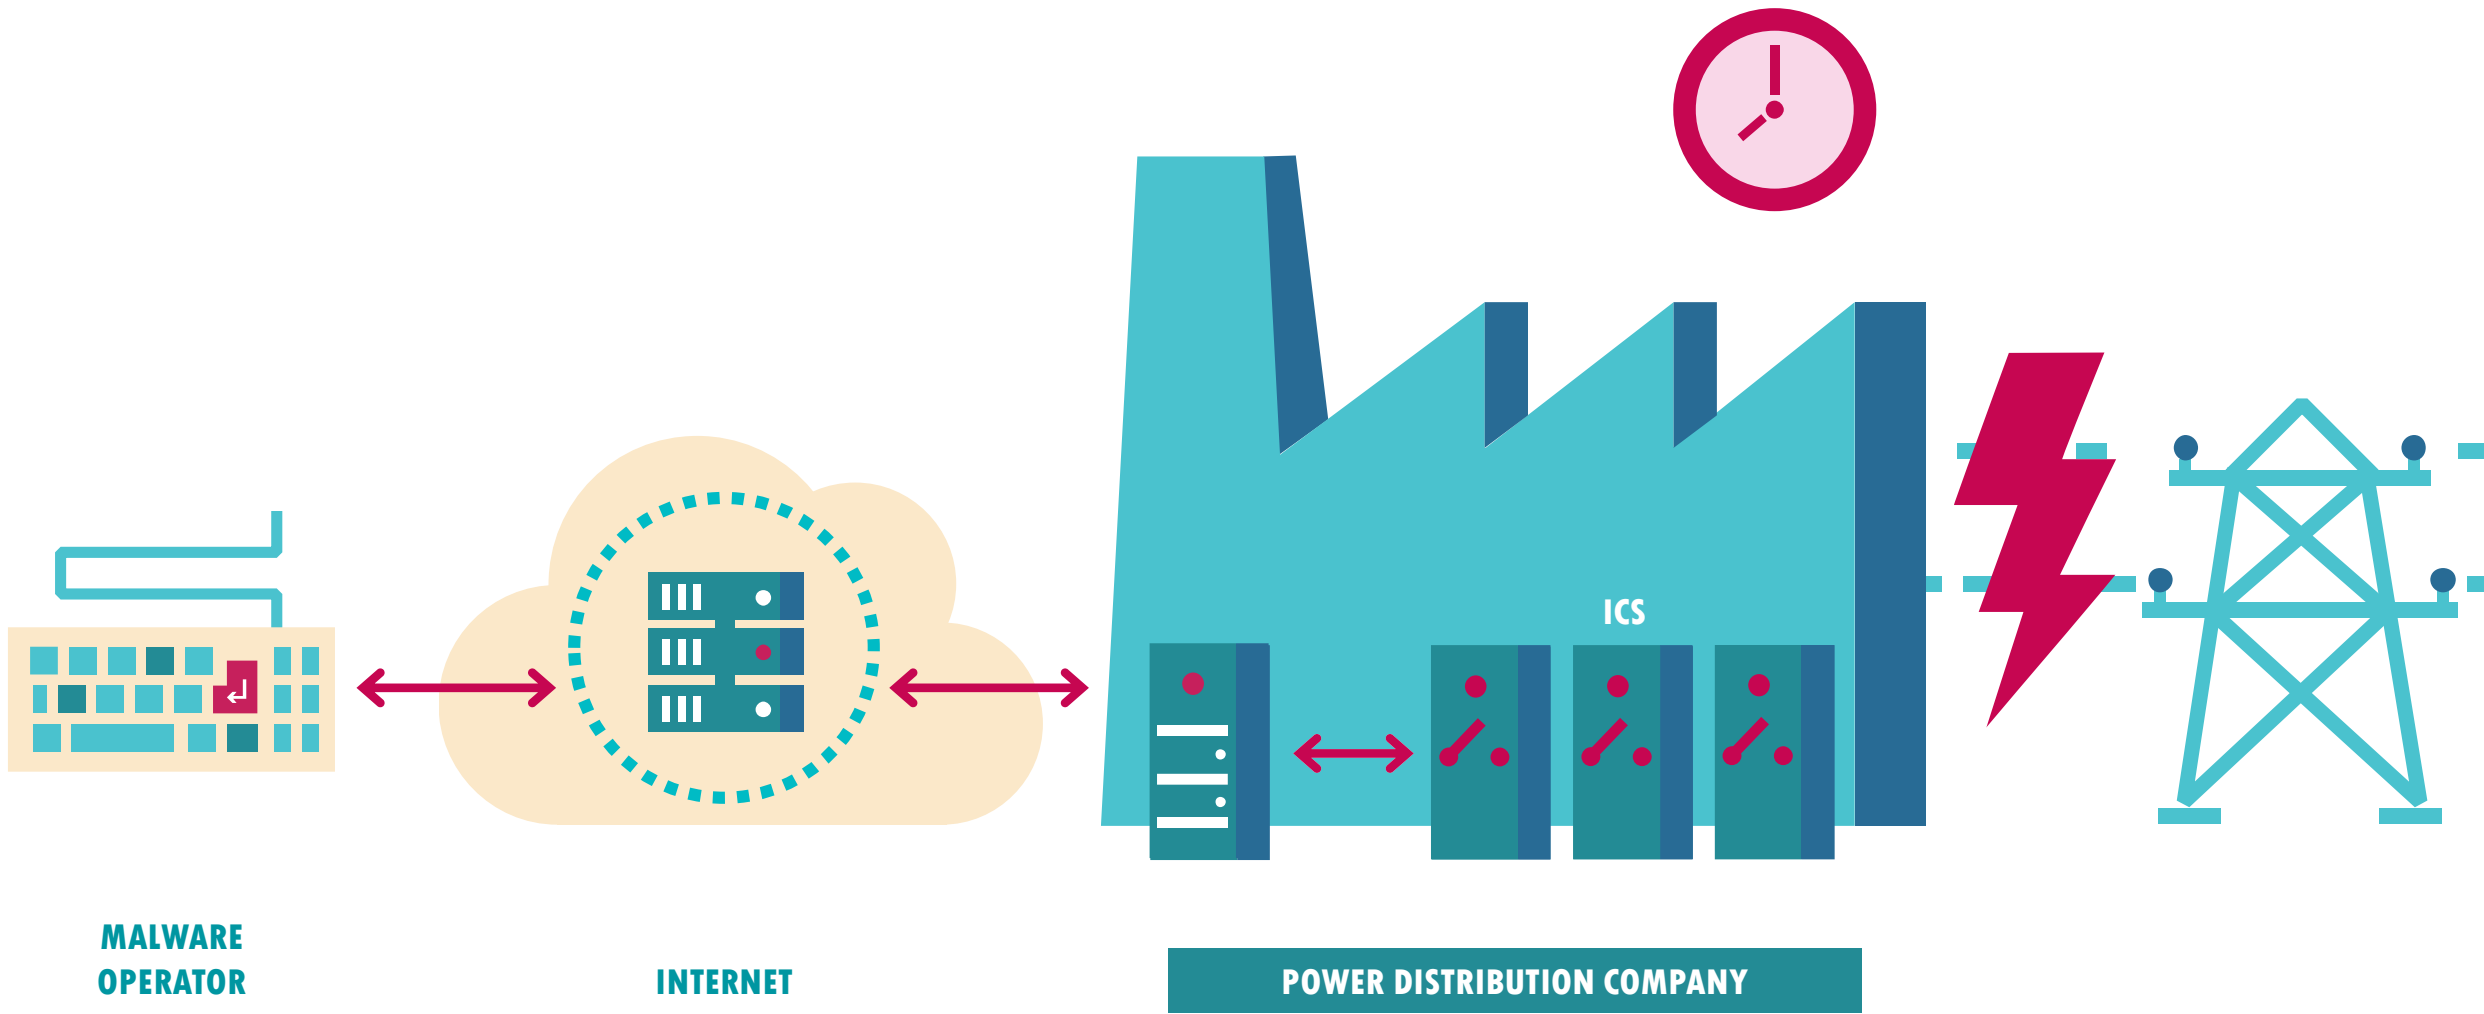 ICS
MALWARE
OPERATOR
INTERNET
POWER DISTRIBUTION COMPANY